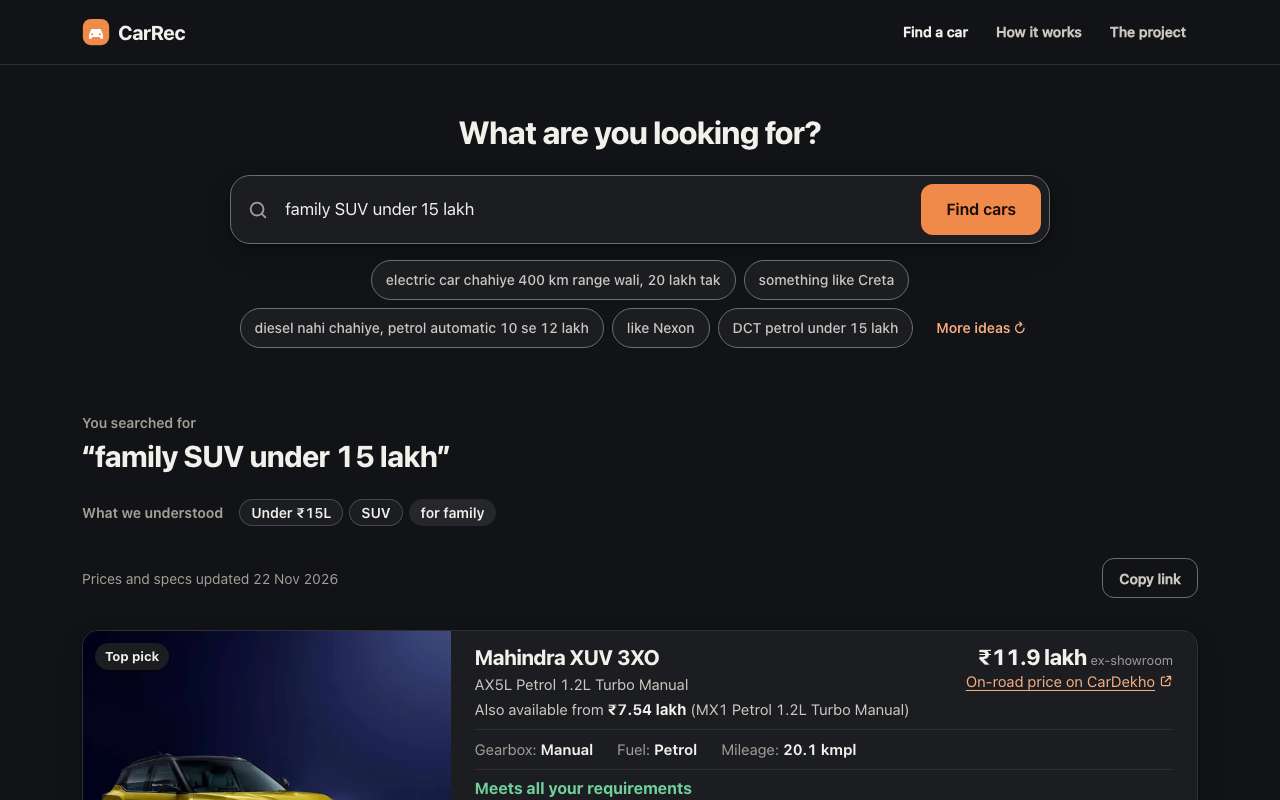 CarRec
Find a car
How it works
The project
What are you looking for?
family SUV under 15 lakh
Find cars
electric car chahiye 400 km range wali, 20 lakh tak
something like Creta
diesel nahi chahiye, petrol automatic 10 se 12 lakh
like Nexon
DCT petrol under 15 lakh
More ideas ↻
You searched for
“family SUV under 15 lakh”
What we understood
Under ₹15L
SUV
for family
Prices and specs updated 22 Nov 2026
Copy link
Top pick
Mahindra XUV 3XO
₹11.9 lakh ex-showroom
AX5L Petrol 1.2L Turbo Manual
On-road price on CarDekho
Also available from ₹7.54 lakh (MX1 Petrol 1.2L Turbo Manual)
Gearbox: Manual
Fuel: Petrol
Mileage: 20.1 kmpl
Meets all your requirements